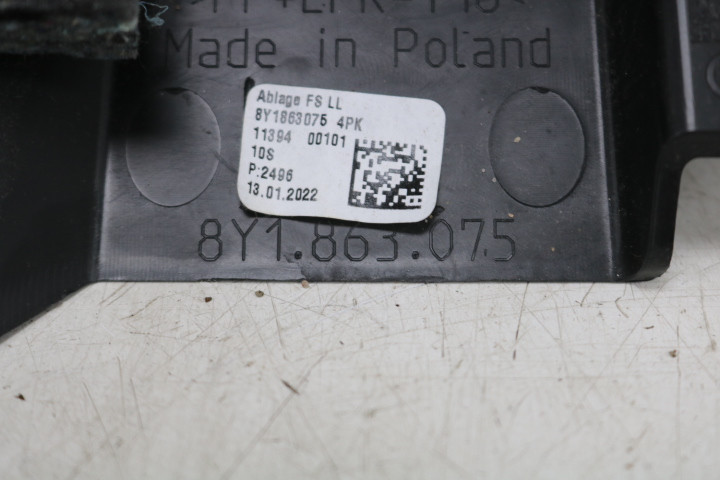 Made in Poland
Ablage FS LL
8Y1863075 4PK
11394 00101
10S
P:2496
13.01.2022
8Y1.863.075